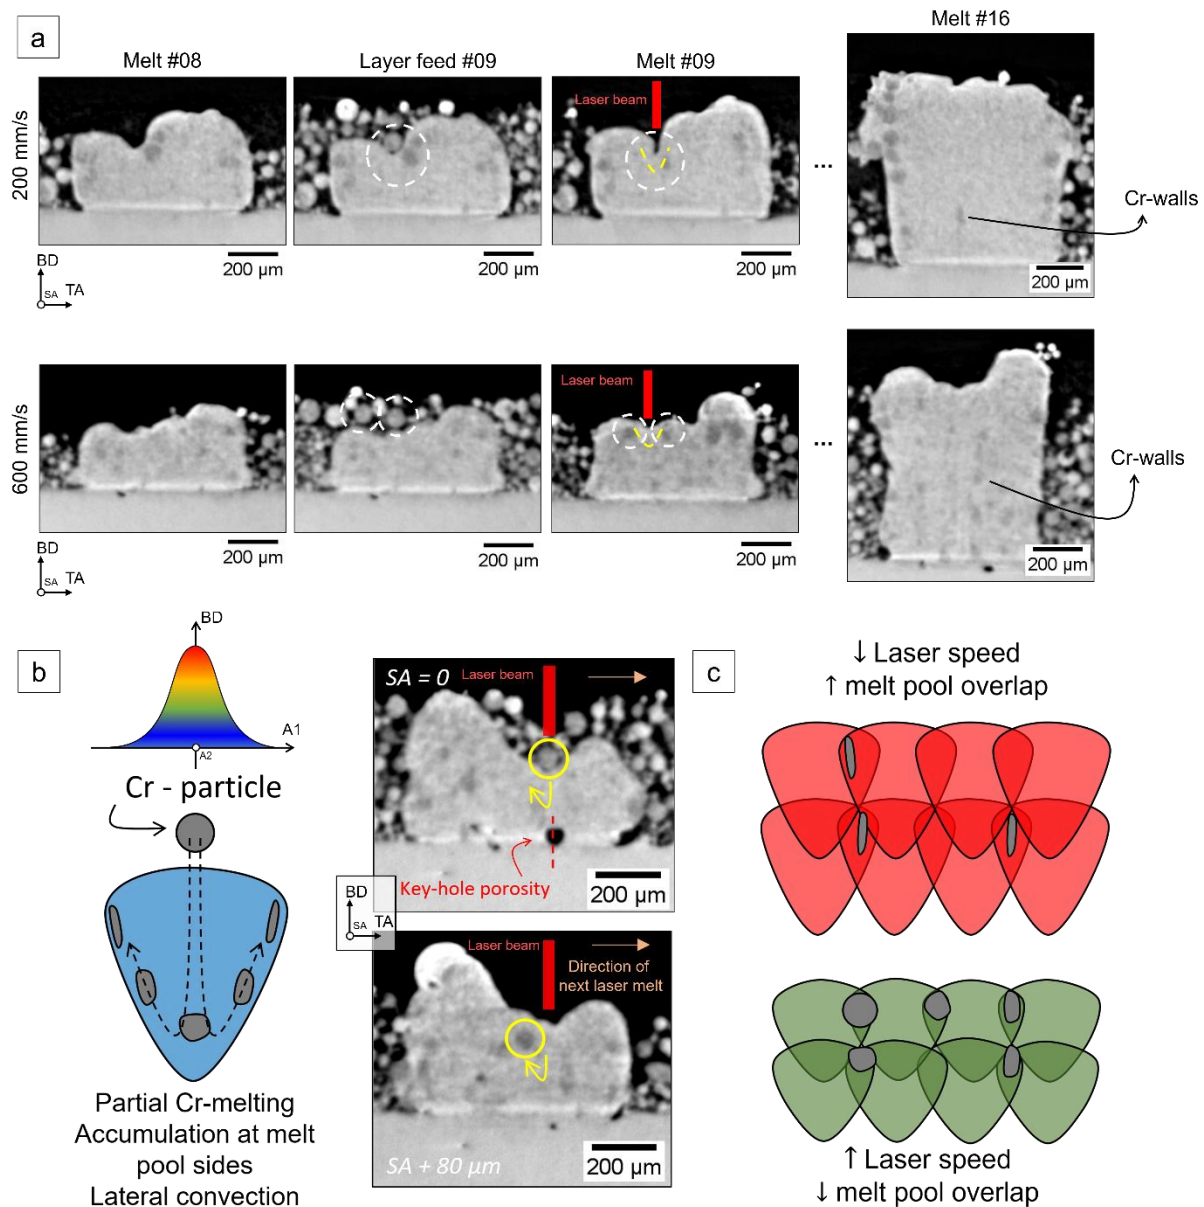 a
Melt #08
Layer feed #09
Melt #09
Melt #16
200 mm/s
Laser beam
...
Cr-walls
200 µm
200 µm
200 µm
200 µm
BD
SA
TA
600 mm/s
Laser beam
...
Cr-walls
200 µm
200 µm
200 µm
200 µm
BD
SA
TA
b
BD
A1
A2
Cr - particle
Partial Cr-melting
Accumulation at melt
pool sides
Lateral convection
SA = 0
Laser beam
Key-hole porosity
200 µm
BD
SA
TA
Laser beam
Direction of
next laser melt
SA + 80 µm
200 µm
c
↓ Laser speed
↑ melt pool overlap
↑ Laser speed
↓ melt pool overlap